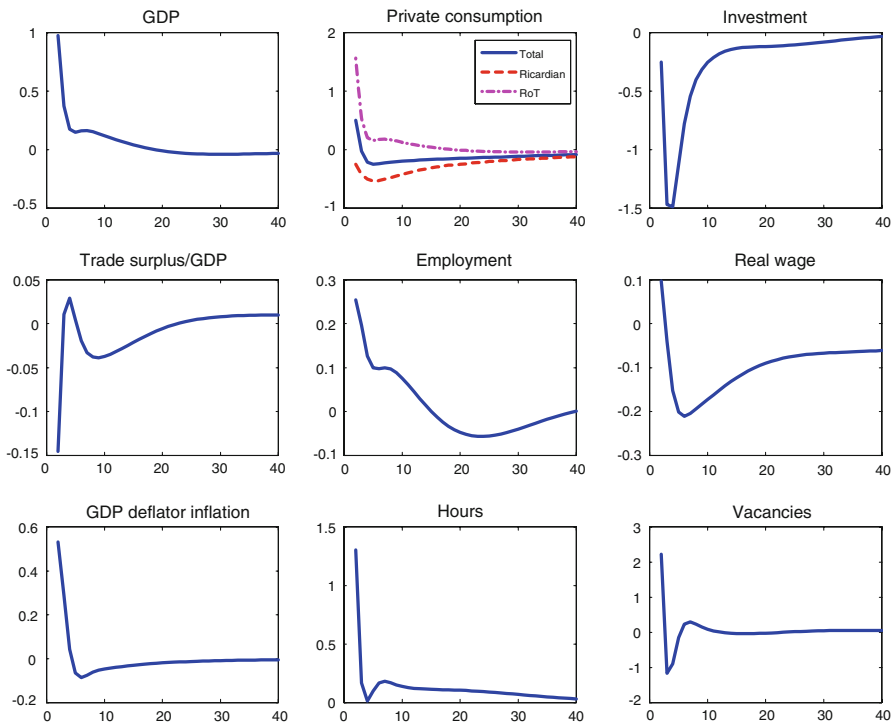 GDP
1
0.5
0
-0.5
0 10 20 30 40
Private consumption
Total
Ricardian
RoT
2
1
0
-1
0 10 20 30 40
Investment
0
-0.5
-1
-1.5
0 10 20 30 40
Trade surplus/GDP
0.05
0
-0.05
-0.1
-0.15
0 10 20 30 40
Employment
0.3
0.2
0.1
0
-0.1
0 10 20 30 40
Real wage
0.1
0
-0.1
-0.2
-0.3
0 10 20 30 40
GDP deflator inflation
0.6
0.4
0.2
0
-0.2
0 10 20 30 40
Hours
1.5
1
0.5
0
0 10 20 30 40
Vacancies
3
2
1
0
-1
-2
0 10 20 30 40